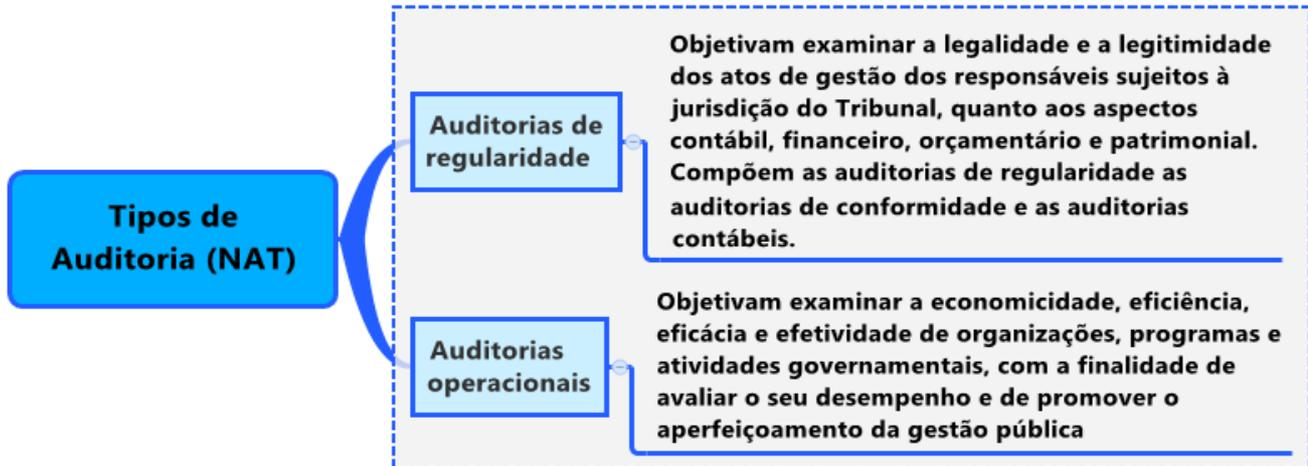 Tipos de
Auditoria (NAT)
Auditorias de
regularidade
Objetivam examinar a legalidade e a legitimidade
dos atos de gestão dos responsáveis sujeitos à
jurisdição do Tribunal, quanto aos aspectos
contábil, financeiro, orçamentário e patrimonial.
Compõem as auditorias de regularidade as
auditorias de conformidade e as auditorias
contábeis.
Auditorias
operacionais
Objetivam examinar a economicidade, eficiência,
eficácia e efetividade de organizações, programas e
atividades governamentais, com a finalidade de
avaliar o seu desempenho e de promover o
aperfeiçoamento da gestão pública